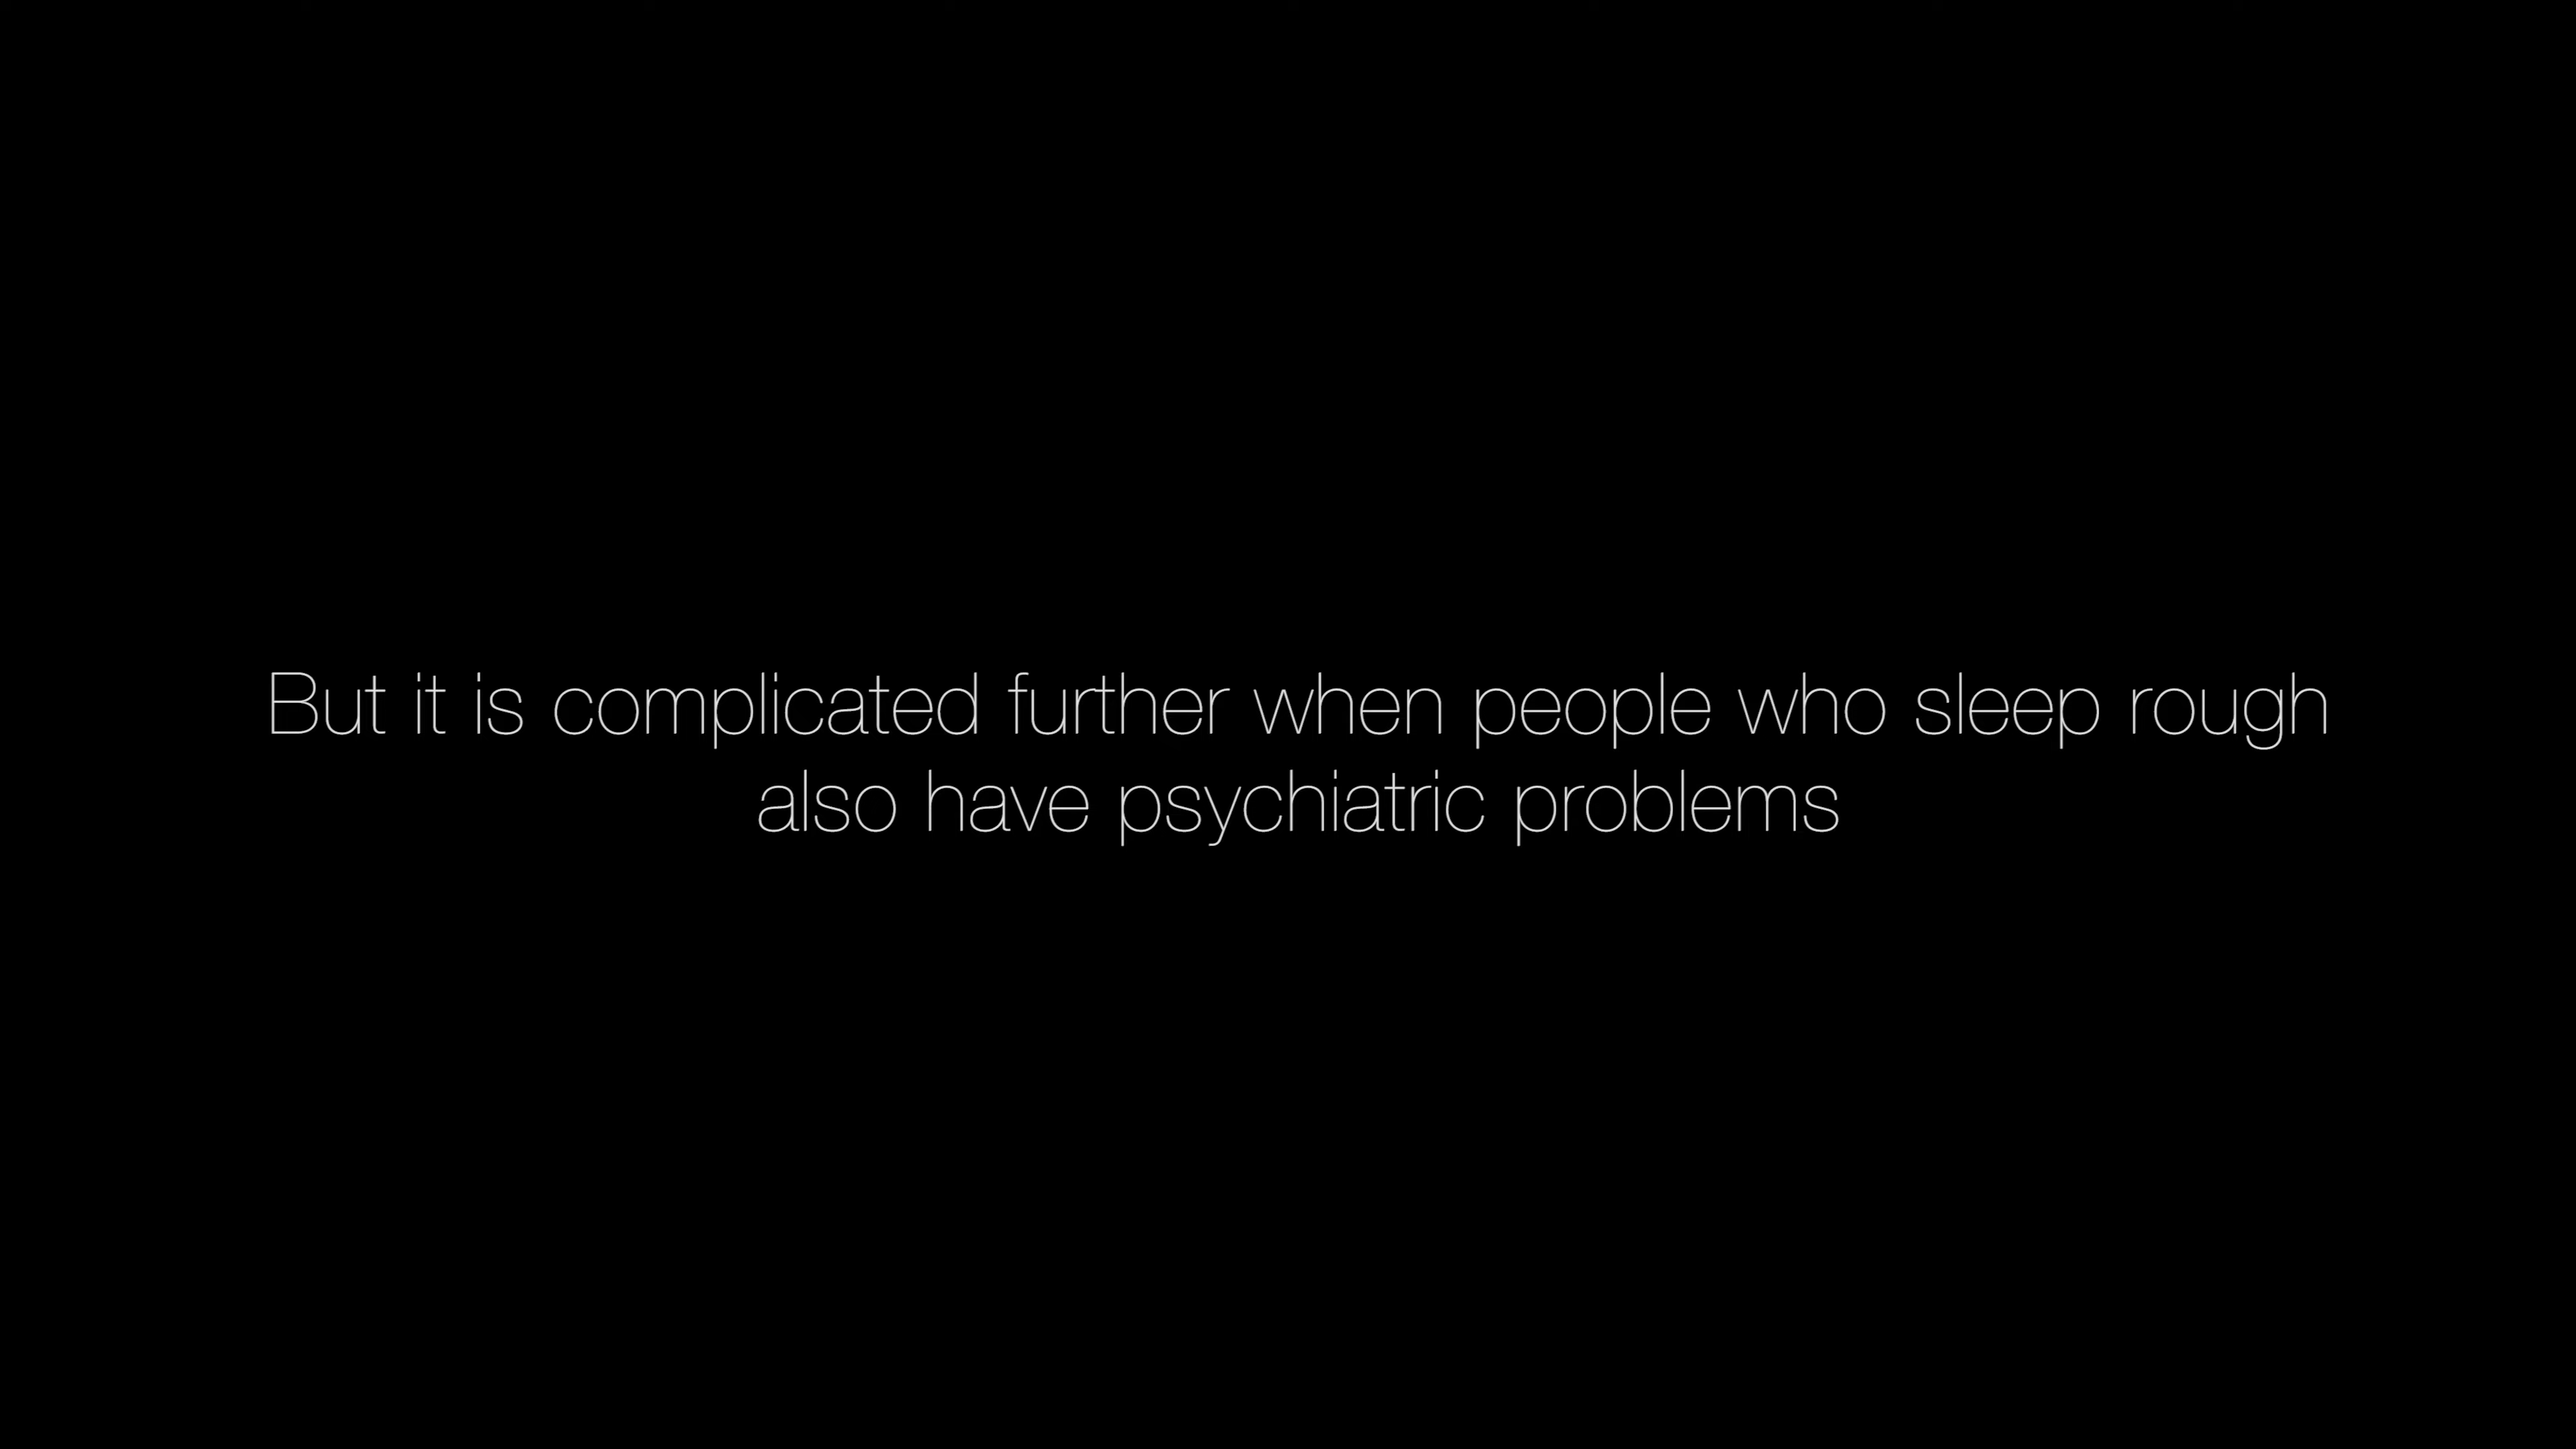 But it is complicated further when people who sleep rough
also have psychiatric problems